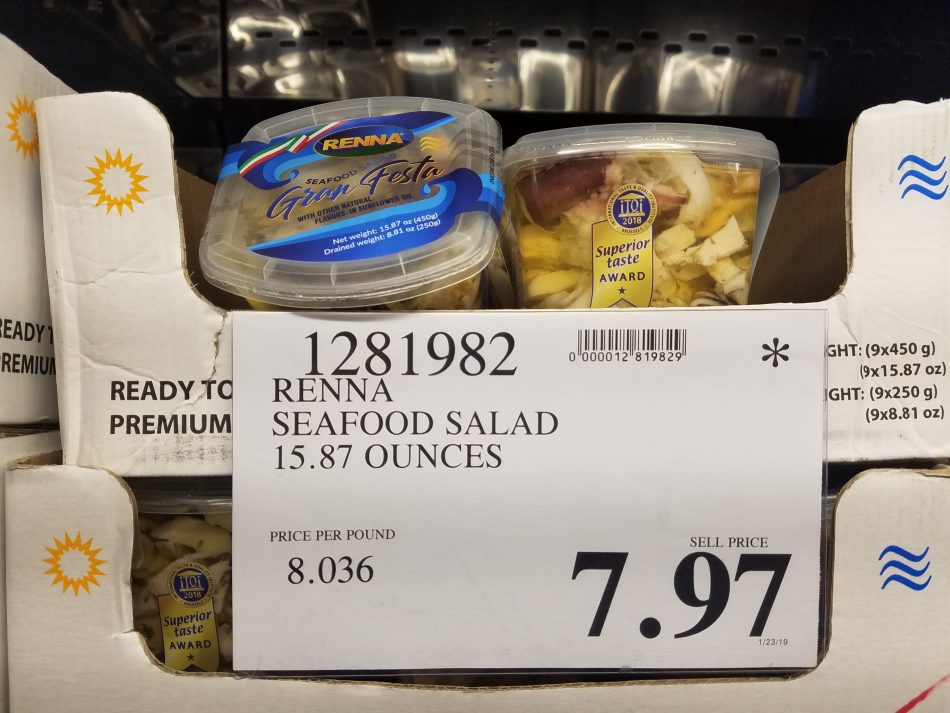 RENNA
SEAFOOD SALAD
Gran Festa
WITH OTHER NATURAL
FLAVORS IN SUNFLOWER OIL
Net weight: 15.87 oz (450g)
Drained weight: 8.81 oz (250g)
2018
Superior
taste
AWARD
READY T
PREMIUM
READY TO
PREMIUM
GHT: (9x450 g)
(9x15.87 oz)
GHT: (9x250 g)
(9x8.81 oz)
1281982
0 000012 819829
*
RENNA
SEAFOOD SALAD
15.87 OUNCES
PRICE PER POUND
8.036
SELL PRICE
7.97
1/23/19
2018
Superior
taste
AWARD